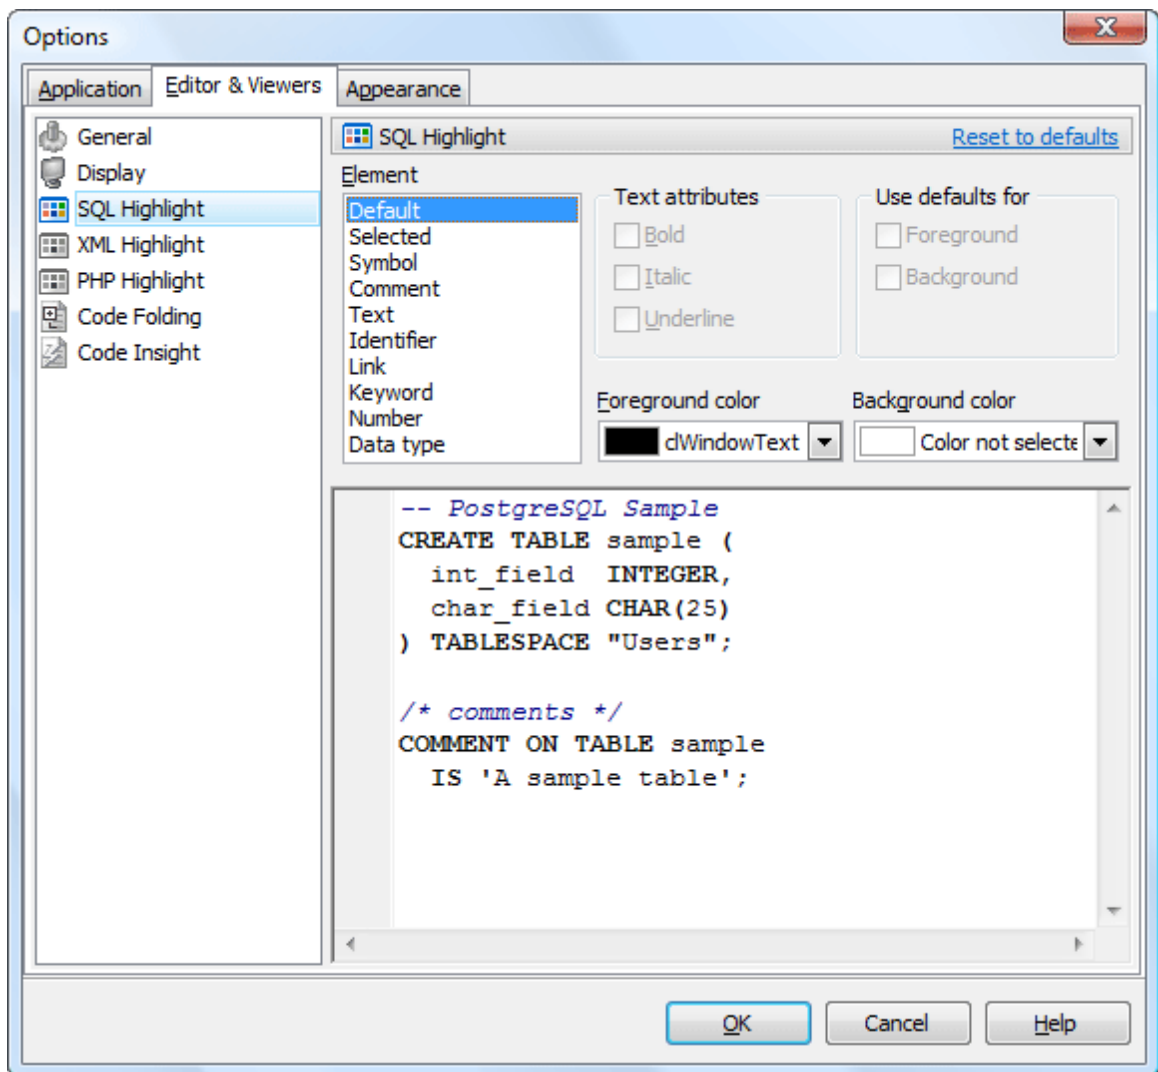 Options
Application
Editor & Viewers
Appearance
General
Display
SQL Highlight
XML Highlight
PHP Highlight
Code Folding
Code Insight
SQL Highlight
Reset to defaults
Element
Default
Selected
Symbol
Comment
Text
Identifier
Link
Keyword
Number
Data type
Text attributes
Bold
Italic
Underline
Use defaults for
Foreground
Background
Foreground color
clWindowText
Background color
Color not selecte
-- PostgreSQL Sample
CREATE TABLE sample (
  int_field  INTEGER,
  char_field CHAR(25)
) TABLESPACE "Users";
/* comments */
COMMENT ON TABLE sample
  IS 'A sample table';
OK
Cancel
Help